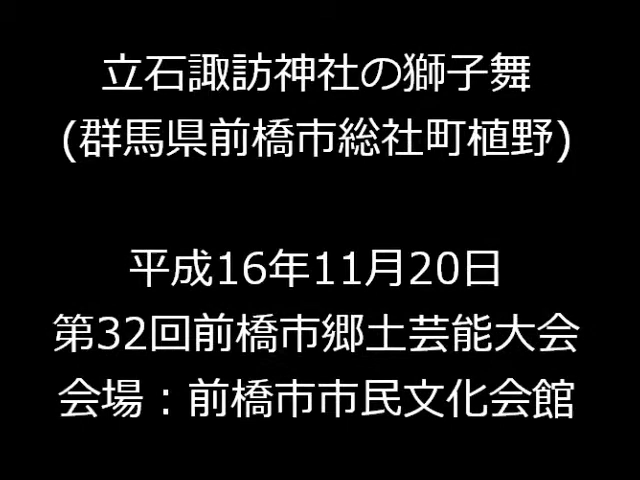 立石諏訪神社の獅子舞
(群馬県前橋市総社町植野)
平成16年11月20日
第32回前橋市郷土芸能大会
会場：前橋市市民文化会館